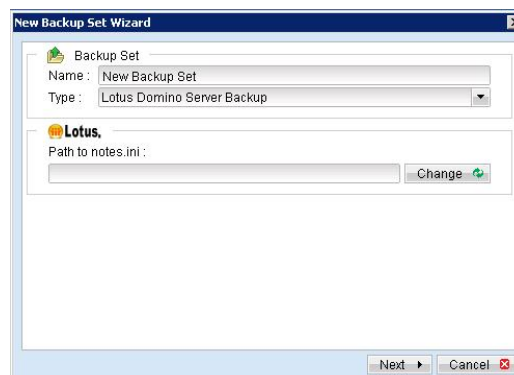 New Backup Set Wizard
Backup Set
Name : New Backup Set
Type : Lotus Domino Server Backup
Lotus.
Path to notes.ini :
Change
Next
Cancel